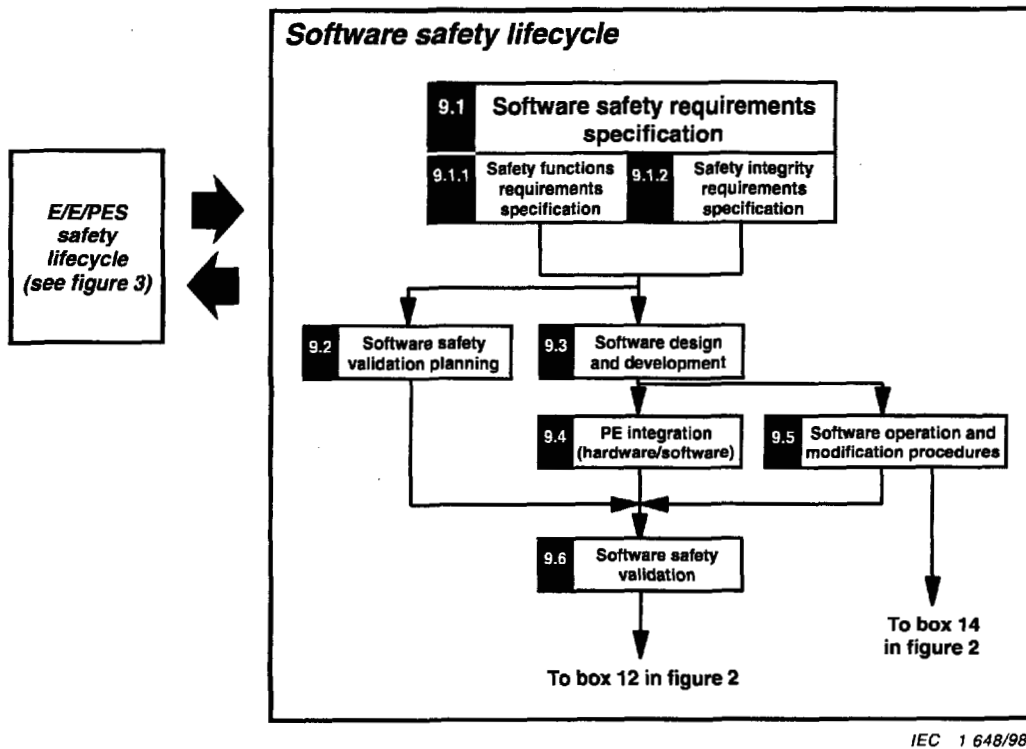 Software safety lifecycle
E/E/PES
safety
lifecycle
(see figure 3)
9.1
Software safety requirements
specification
9.1.1
Safety functions
requirements
specification
9.1.2
Safety integrity
requirements
specification
9.2
Software safety
validation planning
9.3
Software design
and development
9.4
PE integration
(hardware/software)
9.5
Software operation and
modification procedures
9.6
Software safety
validation
To box 14
in figure 2
To box 12 in figure 2
IEC 1 648/98